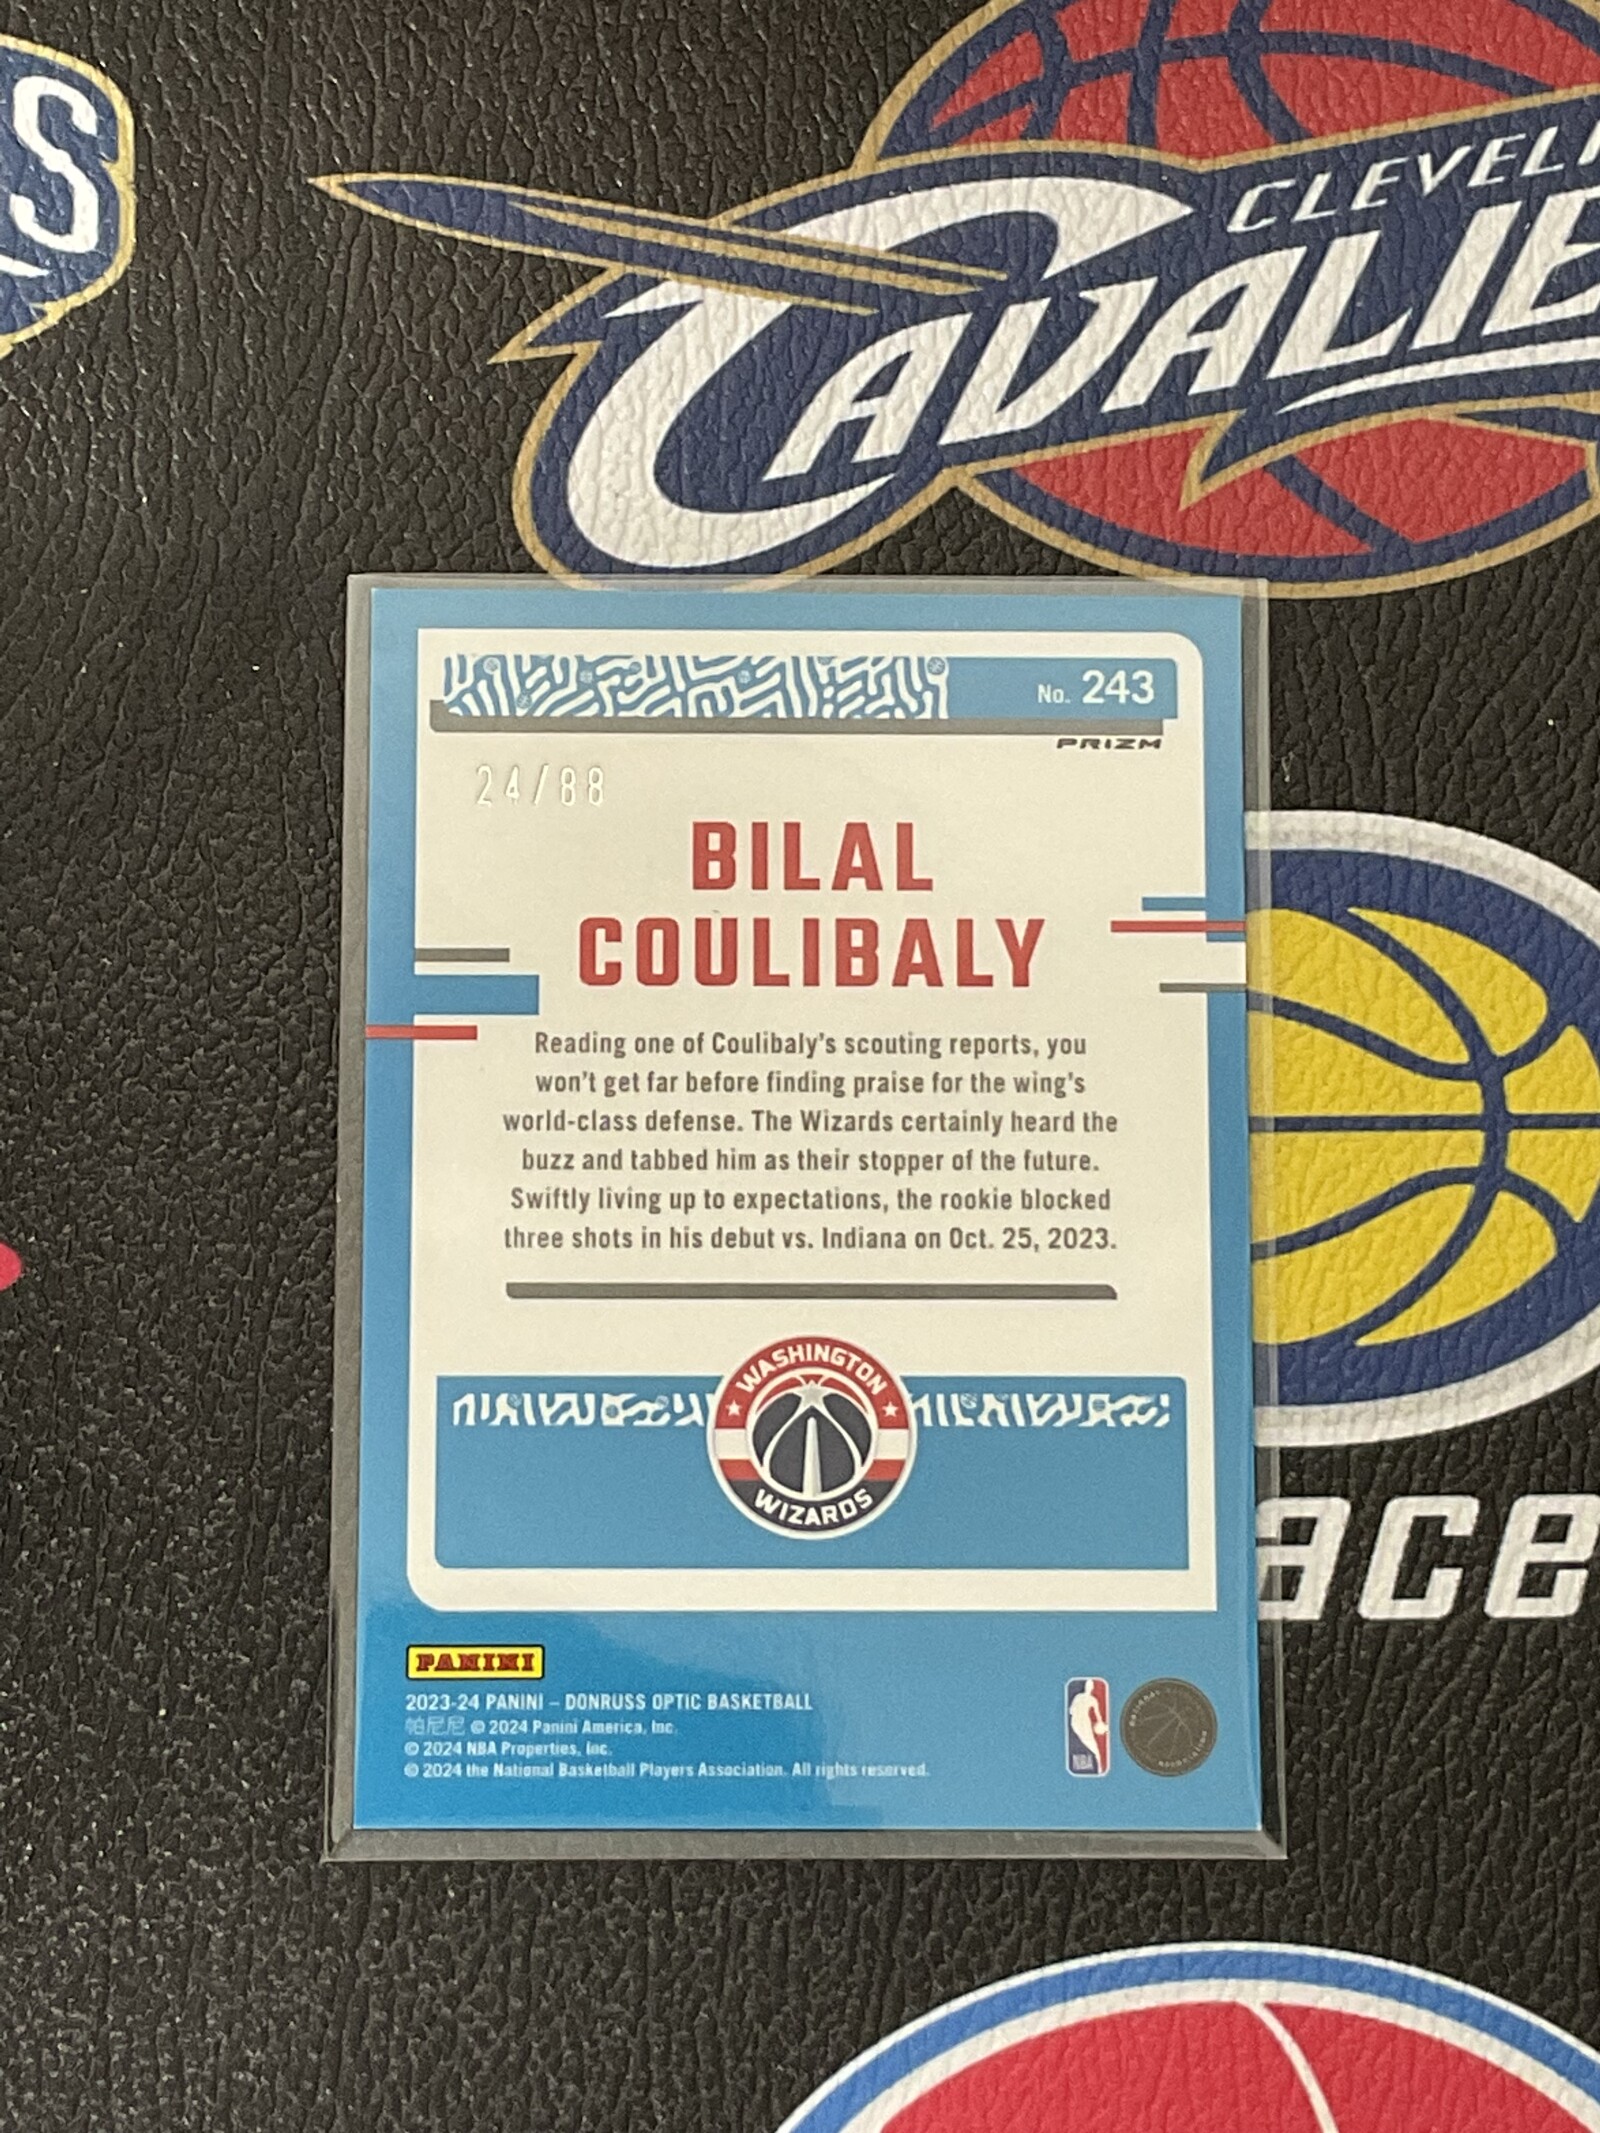 S
CLEVEL
CAVALIE
No. 243
PRIZM
24/88
BILAL
COULIBALY
Reading one of Coulibaly's scouting reports, you
won't get far before finding praise for the wing's
world-class defense. The Wizards certainly heard the
buzz and tabbed him as their stopper of the future.
Swiftly living up to expectations, the rookie blocked
three shots in his debut vs. Indiana on Oct. 25, 2023.
WASHINGTON
WIZARDS
ace
PANINI
2023-24 PANINI – DONRUSS OPTIC BASKETBALL
帕尼尼 © 2024 Panini America, Inc.
© 2024 NBA Properties, Inc.
© 2024 the National Basketball Players Association. All rights reserved.
NBA